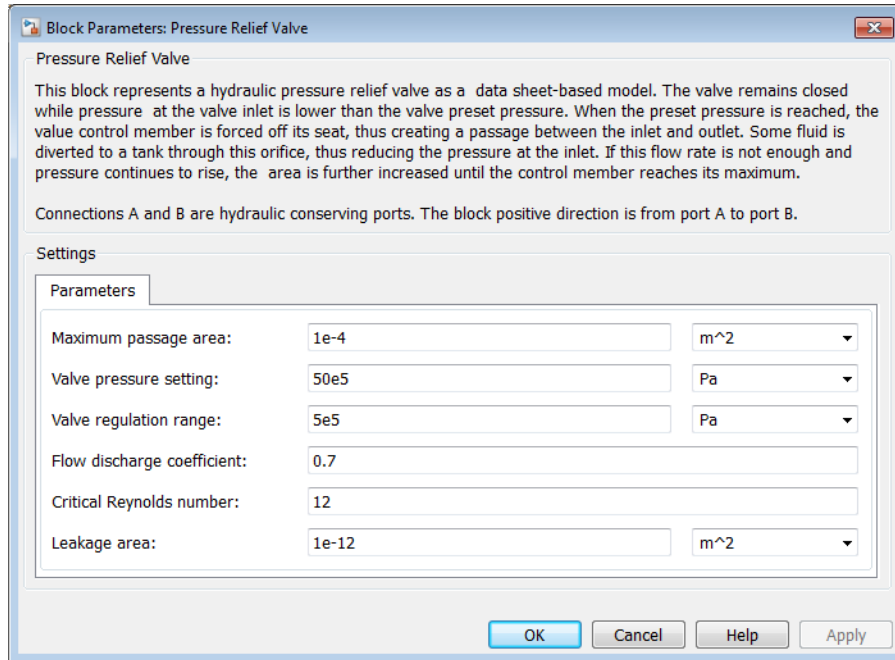 Block Parameters: Pressure Relief Valve
Pressure Relief Valve
This block represents a hydraulic pressure relief valve as a data sheet-based model. The valve remains closed
while pressure at the valve inlet is lower than the valve preset pressure. When the preset pressure is reached, the
value control member is forced off its seat, thus creating a passage between the inlet and outlet. Some fluid is
diverted to a tank through this orifice, thus reducing the pressure at the inlet. If this flow rate is not enough and
pressure continues to rise, the area is further increased until the control member reaches its maximum.
Connections A and B are hydraulic conserving ports. The block positive direction is from port A to port B.
Settings
Parameters
Maximum passage area: 1e-4 m^2
Valve pressure setting: 50e5 Pa
Valve regulation range: 5e5 Pa
Flow discharge coefficient: 0.7
Critical Reynolds number: 12
Leakage area: 1e-12 m^2
OK Cancel Help Apply